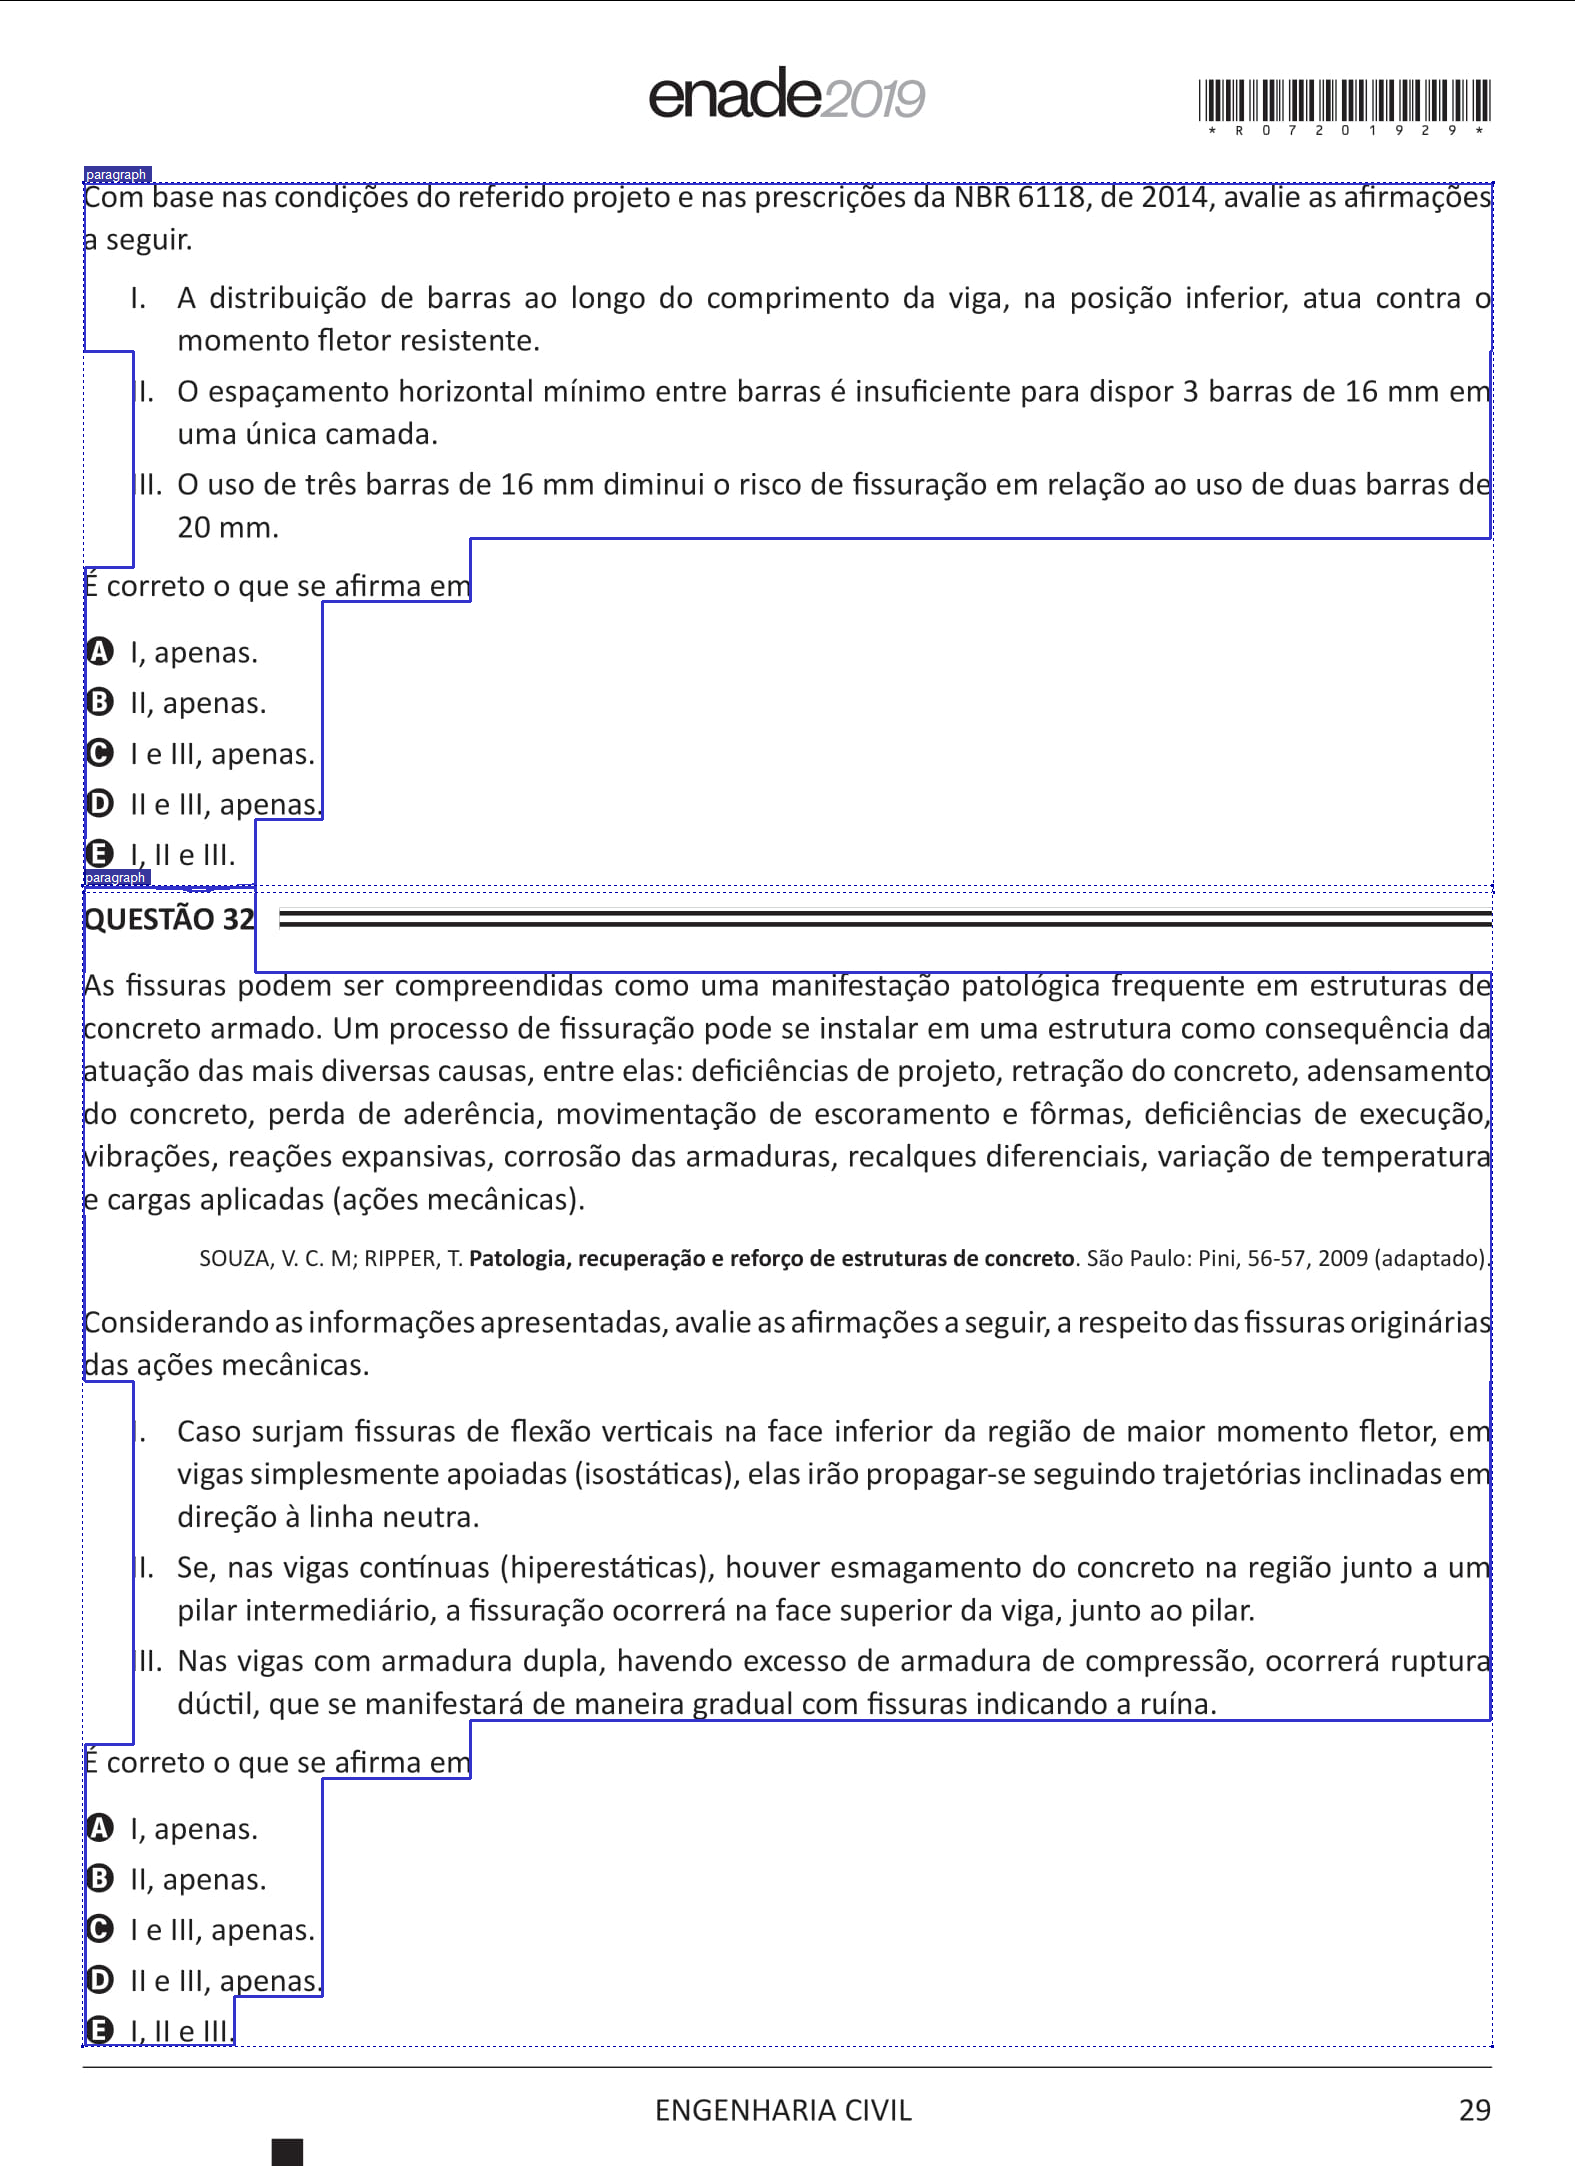 enade2019
*R07201929*
paragraph
Com base nas condições do referido projeto e nas prescrições da NBR 6118, de 2014, avalie as afirmações
a seguir.
I. A distribuição de barras ao longo do comprimento da viga, na posição inferior, atua contra o
momento fletor resistente.
II. O espaçamento horizontal mínimo entre barras é insuficiente para dispor 3 barras de 16 mm em
uma única camada.
III. O uso de três barras de 16 mm diminui o risco de fissuração em relação ao uso de duas barras de
20 mm.
É correto o que se afirma em
A I, apenas.
B II, apenas.
C I e III, apenas.
D II e III, apenas.
E I, II e III.
paragraph
QUESTÃO 32
As fissuras podem ser compreendidas como uma manifestação patológica frequente em estruturas de
concreto armado. Um processo de fissuração pode se instalar em uma estrutura como consequência da
atuação das mais diversas causas, entre elas: deficiências de projeto, retração do concreto, adensamento
do concreto, perda de aderência, movimentação de escoramento e fôrmas, deficiências de execução,
vibrações, reações expansivas, corrosão das armaduras, recalques diferenciais, variação de temperatura
e cargas aplicadas (ações mecânicas).
SOUZA, V. C. M; RIPPER, T. Patologia, recuperação e reforço de estruturas de concreto. São Paulo: Pini, 56-57, 2009 (adaptado).
Considerando as informações apresentadas, avalie as afirmações a seguir, a respeito das fissuras originárias
das ações mecânicas.
I. Caso surjam fissuras de flexão verticais na face inferior da região de maior momento fletor, em
vigas simplesmente apoiadas (isostáticas), elas irão propagar-se seguindo trajetórias inclinadas em
direção à linha neutra.
II. Se, nas vigas contínuas (hiperestáticas), houver esmagamento do concreto na região junto a um
pilar intermediário, a fissuração ocorrerá na face superior da viga, junto ao pilar.
III. Nas vigas com armadura dupla, havendo excesso de armadura de compressão, ocorrerá ruptura
dúctil, que se manifestará de maneira gradual com fissuras indicando a ruína.
É correto o que se afirma em
A I, apenas.
B II, apenas.
C I e III, apenas.
D II e III, apenas.
E I, II e III.
ENGENHARIA CIVIL
29